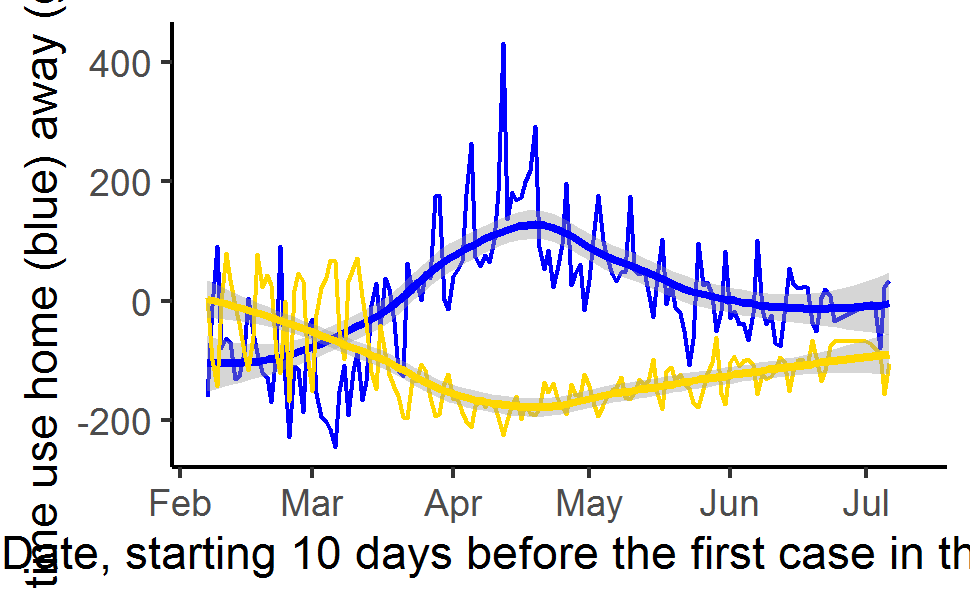 time use home (blue) away (
400
200
0
-200
Feb Mar Apr May Jun Jul
Date, starting 10 days before the first case in th